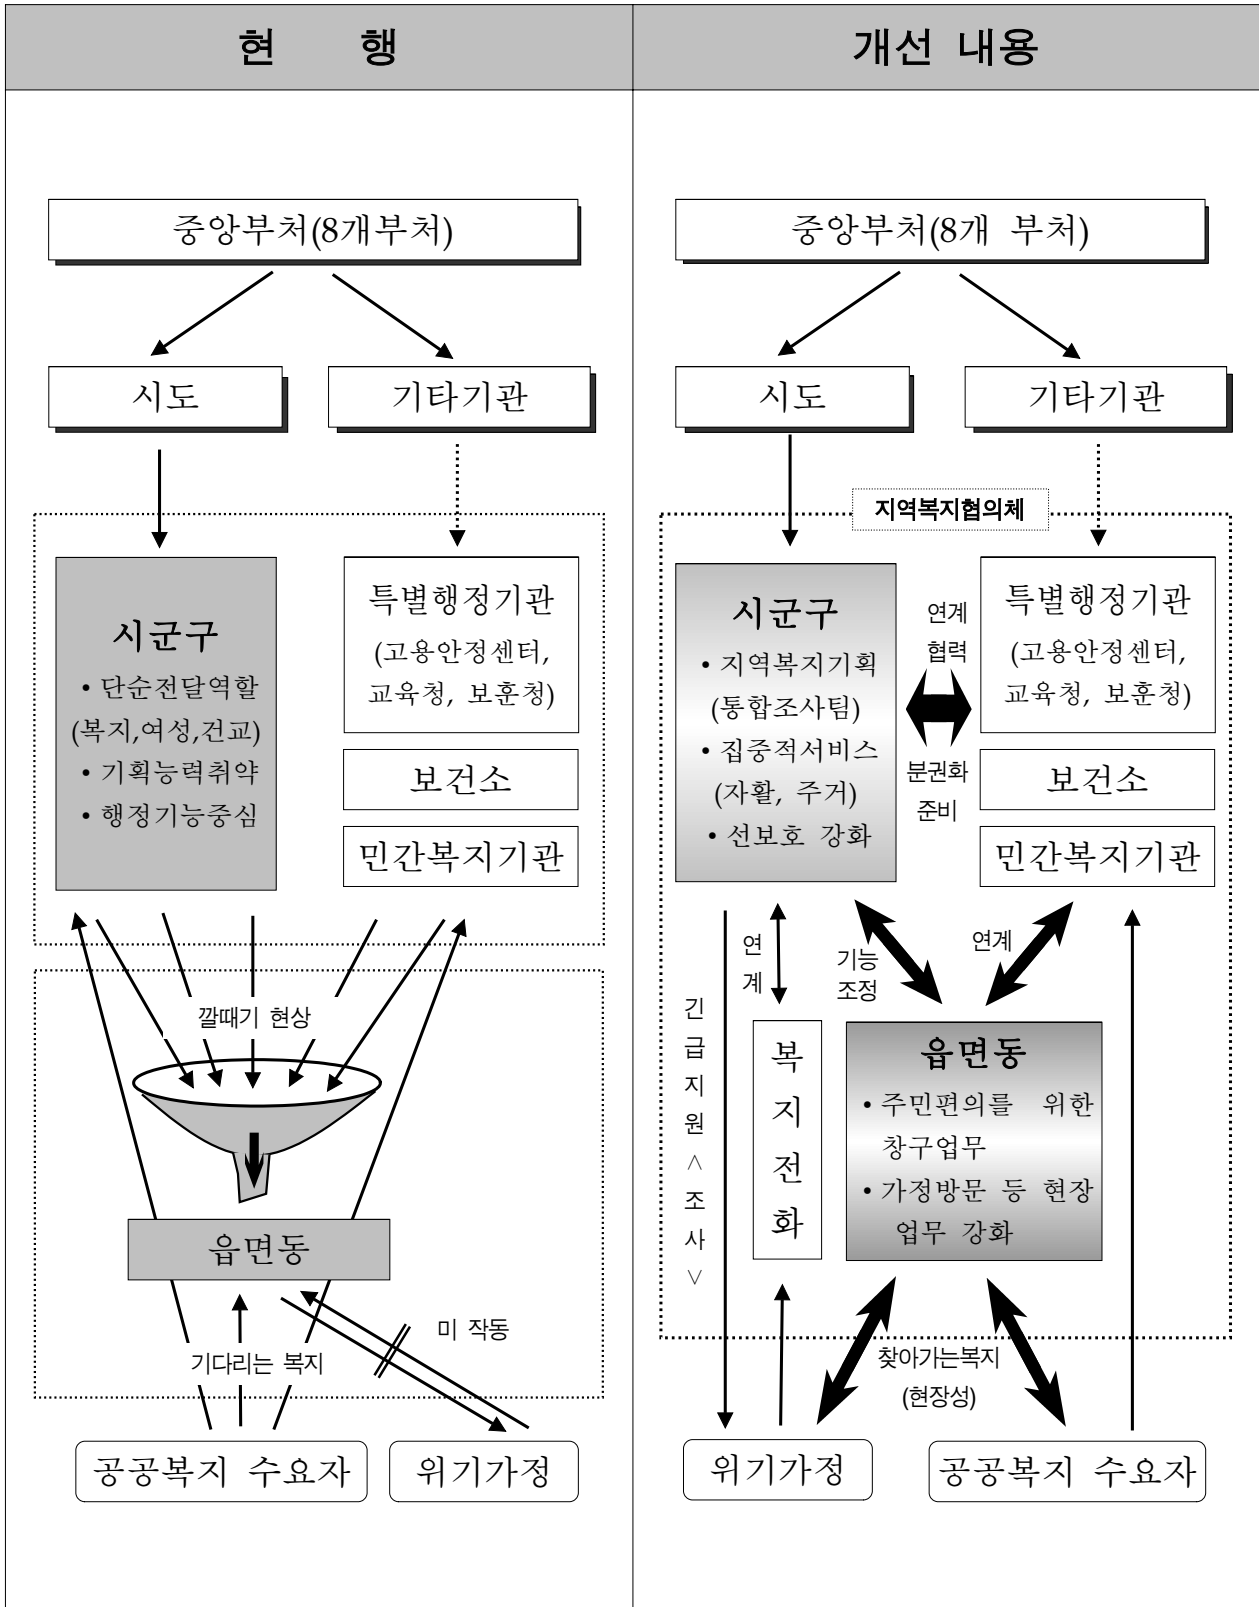 현 행
중앙부처(8개부처)
시도
기타기관
시군구
• 단순전달역할
(복지,여성,건교)
• 기획능력취약
• 행정기능중심
특별행정기관
(고용안정센터,
교육청, 보훈청)
보건소
민간복지기관
깔때기 현상
읍면동
미 작동
기다리는 복지
공공복지 수요자
위기가정
개선 내용
중앙부처(8개 부처)
시도
기타기관
지역복지협의체
시군구
• 지역복지기획
(통합조사팀)
• 집중적서비스
(자활, 주거)
• 선보호 강화
연계
협력
분권화
준비
특별행정기관
(고용안정센터,
교육청, 보훈청)
보건소
민간복지기관
연
계
기능
조정
연계
긴
급
지
원
<
조
사
>
복
지
전
화
읍면동
• 주민편의를 위한
창구업무
• 가정방문 등 현장
업무 강화
찾아가는복지
(현장성)
위기가정
공공복지 수요자